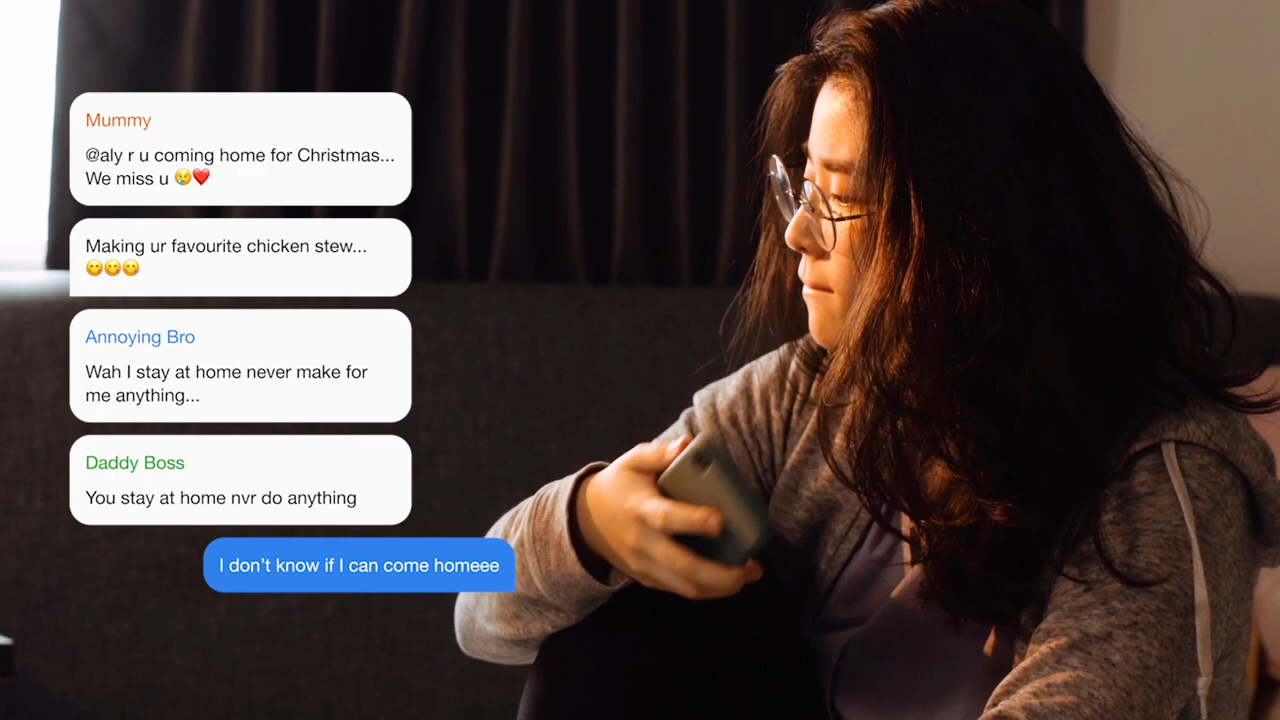 Mummy
@aly r u coming home for Christmas...
We miss u 😢❤️
Making ur favourite chicken stew...
😋😋😋
Annoying Bro
Wah I stay at home never make for
me anything...
Daddy Boss
You stay at home nvr do anything
I don't know if I can come homeee